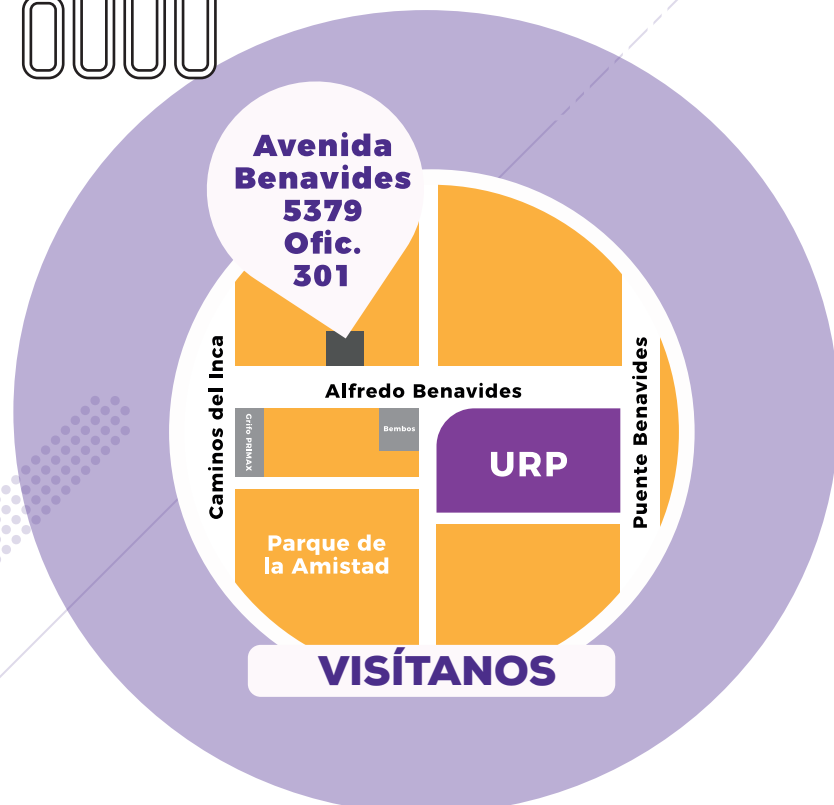 Avenida
Benavides
5379
Ofic.
301
Caminos del Inca
Alfredo Benavides
Puente Benavides
Grifo PRIMAX
Bembos
URP
Parque de
la Amistad
VISÍTANOS